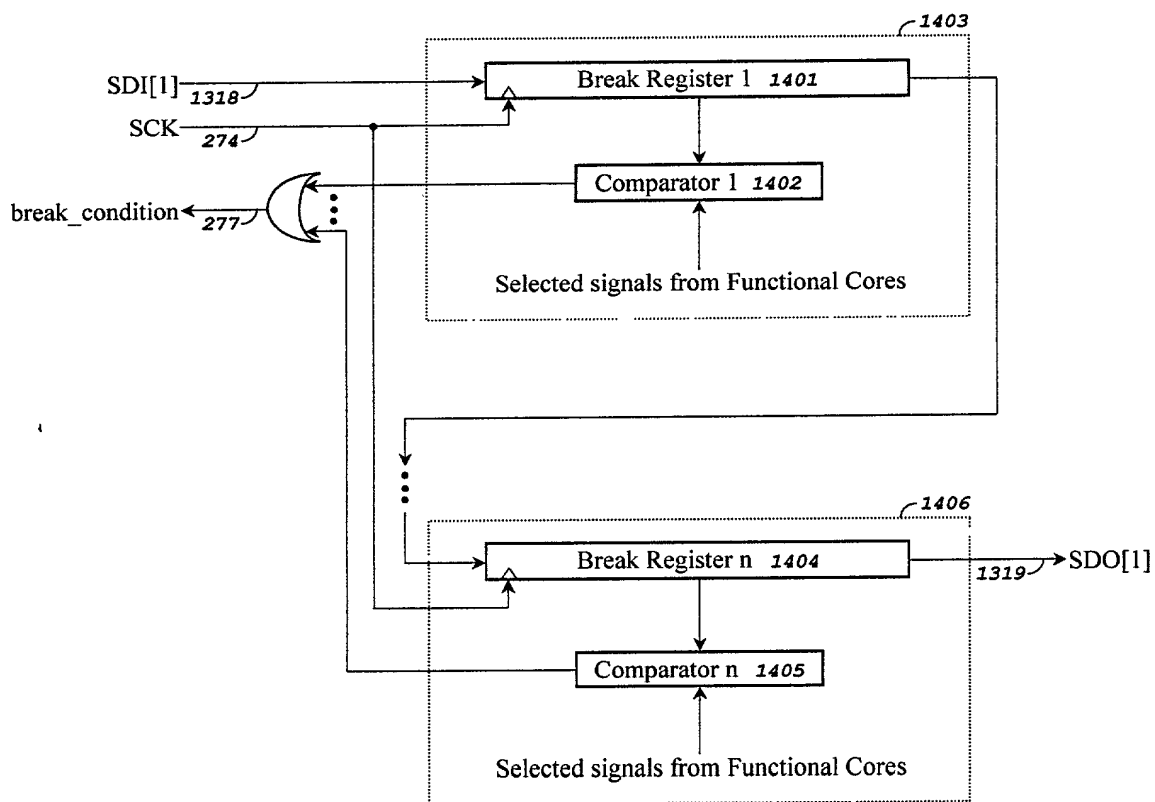 1403
SDI[1]
1318
Break Register 1 1401
SCK
274
Comparator 1 1402
break_condition
277
Selected signals from Functional Cores
1406
Break Register n 1404
SDO[1]
1319
Comparator n 1405
Selected signals from Functional Cores